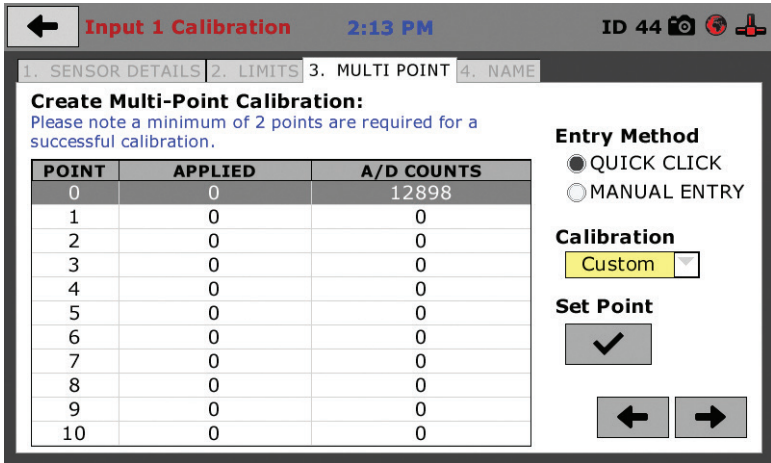 Input 1 Calibration 2:13 PM ID 44
1. SENSOR DETAILS 2. LIMITS 3. MULTI POINT 4. NAME
Create Multi-Point Calibration:
Please note a minimum of 2 points are required for a
successful calibration.
POINT APPLIED A/D COUNTS
0 0 12898
1 0 0
2 0 0
3 0 0
4 0 0
5 0 0
6 0 0
7 0 0
8 0 0
9 0 0
10 0 0
Entry Method
QUICK CLICK
MANUAL ENTRY
Calibration
Custom
Set Point